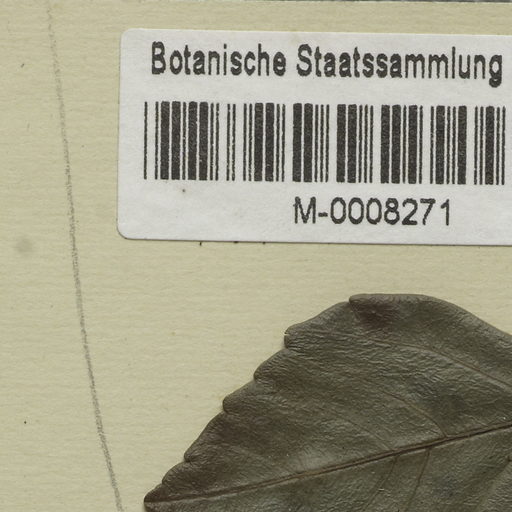 Botanische Staatssammlung
M-0008271